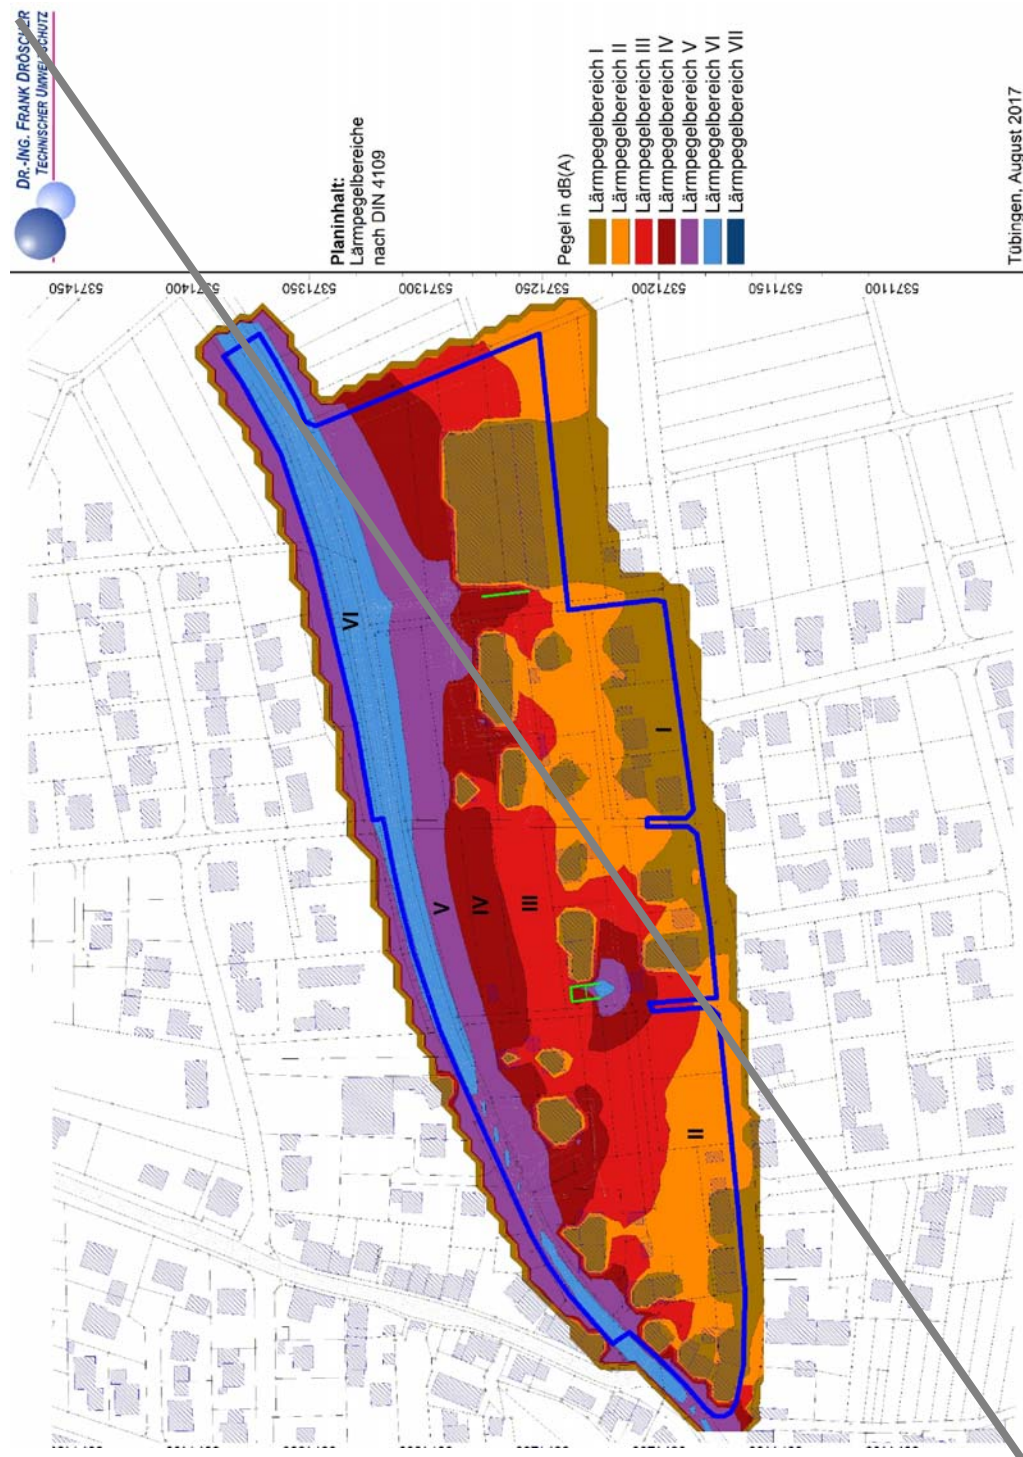 DR.-ING. FRANK DRÖSCHER
TECHNISCHER UMWELTSCHUTZ
Planinhalt:
Lärmpegelbereiche
nach DIN 4109
Pegel in dB(A)
Lärmpegelbereich I
Lärmpegelbereich II
Lärmpegelbereich III
Lärmpegelbereich IV
Lärmpegelbereich V
Lärmpegelbereich VI
Lärmpegelbereich VII
Tübingen, August 2017
5371450
5371400
5371350
5371300
5371250
5371200
5371150
5371100
VI
V
IV
III
I
II